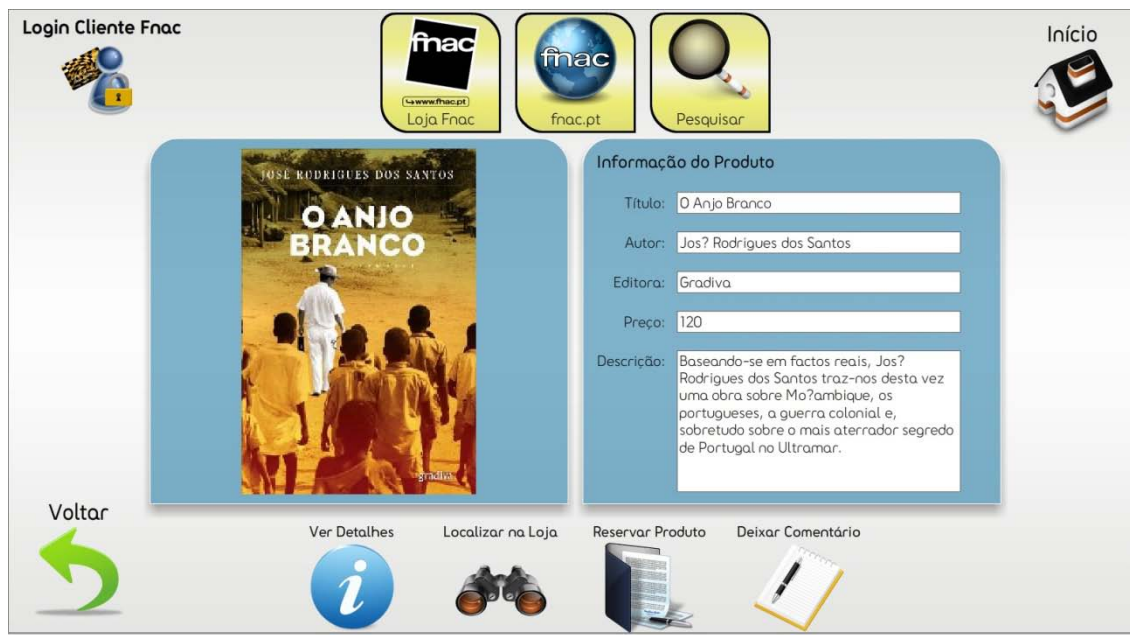 Login Cliente Fnac
fnac
www.fnac.pt
Loja Fnac
fnac
fnac.pt
Pesquisar
Início
JOSÉ RODRIGUES DOS SANTOS
O ANJO
BRANCO
gradiva
Informação do Produto
Título: O Anjo Branco
Autor: Jos? Rodrigues dos Santos
Editora: Gradiva
Preço: 120
Descrição: Baseando-se em factos reais, Jos?
Rodrigues dos Santos traz-nos desta vez
uma obra sobre Mo?ambique, os
portugueses, a guerra colonial e,
sobretudo sobre o mais aterrador segredo
de Portugal no Ultramar.
Voltar
Ver Detalhes
Localizar na Loja
Reservar Produto
Deixar Comentário